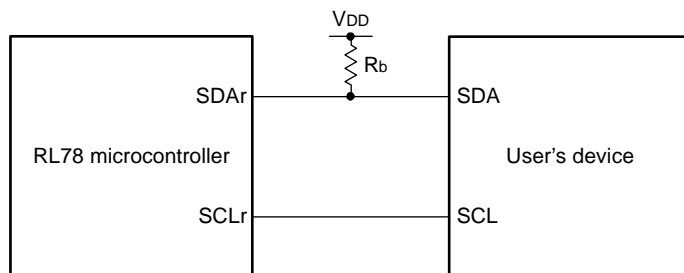 VDD
Rb
SDAr
SDA
RL78 microcontroller
User's device
SCLr
SCL